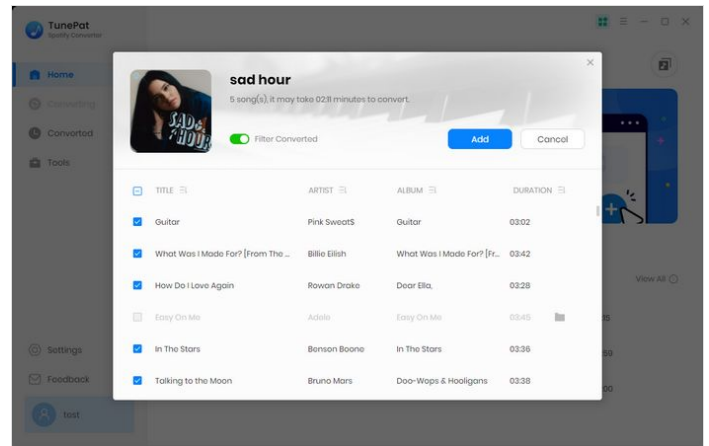 TunePat
Spotify Converter
Home
Converting
Converted
Tools
Settings
Feedback
test
SAD
HOUR
sad hour
5 song(s), it may take 02:11 minutes to convert.
Filter Converted
Add
Cancel
TITLE ARTIST ALBUM DURATION
Guitar Pink Sweat$ Guitar 03:02
What Was I Made For? [From The ... Billie Eilish What Was I Made For? [Fr... 03:42
How Do I Love Again Rowan Drake Dear Ella, 03:28
Easy On Me Adele Easy On Me 03:45
In The Stars Benson Boone In The Stars 03:36
Talking to the Moon Bruno Mars Doo-Wops & Hooligans 03:38
View All